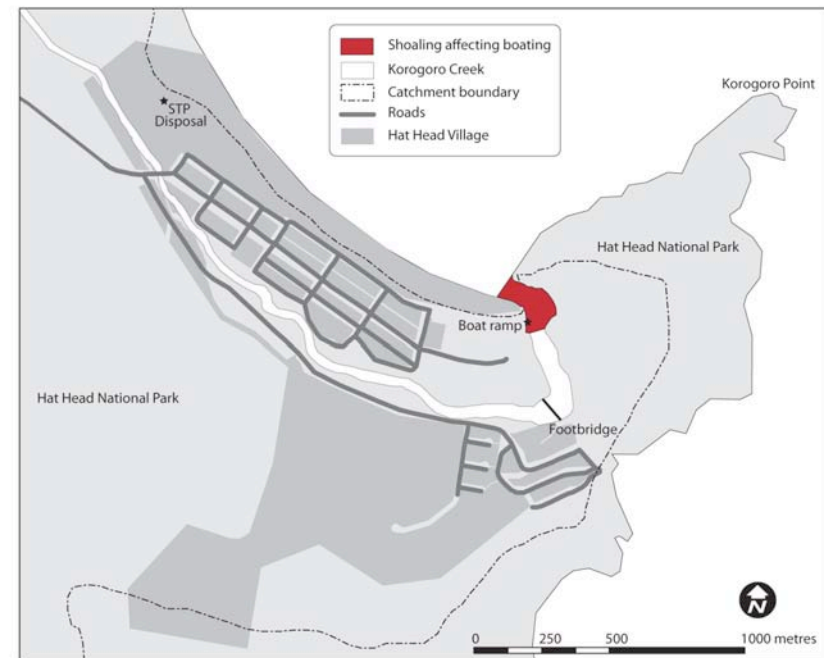 Shoaling affecting boating
Korogoro Creek
Catchment boundary
Roads
Hat Head Village
Korogoro Point
STP
Disposal
Hat Head National Park
Boat ramp
Hat Head National Park
Footbridge
N
0 250 500 1000 metres